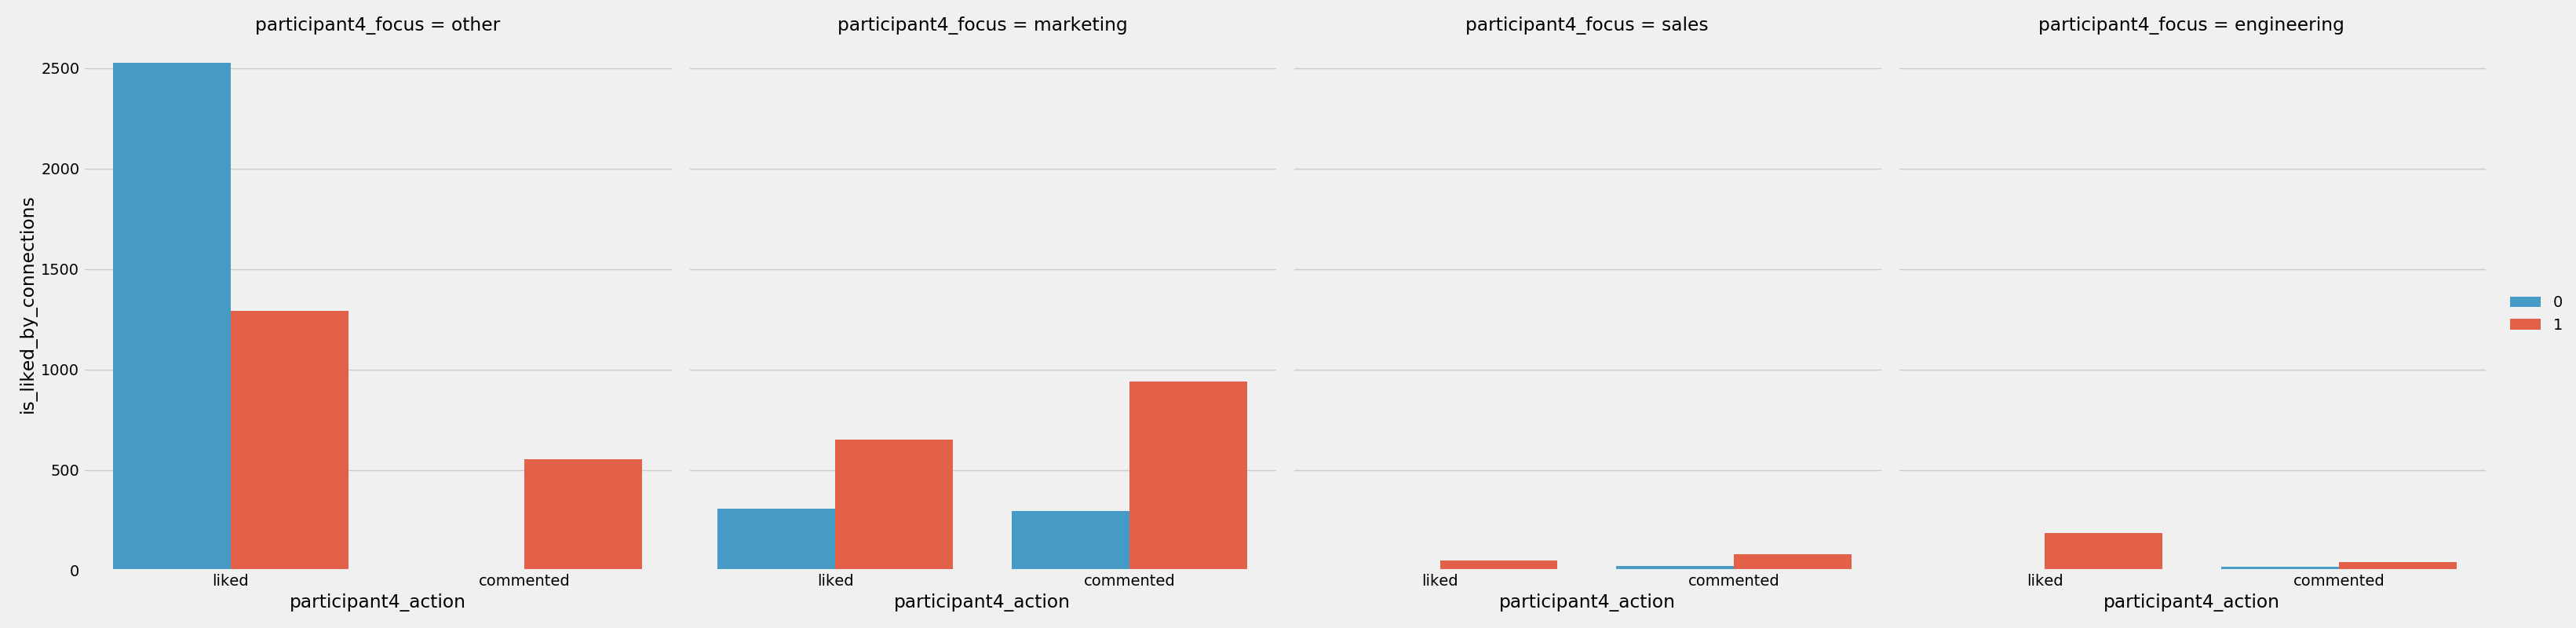 participant4_focus = other
participant4_focus = marketing
participant4_focus = sales
participant4_focus = engineering
is_liked_by_connections
2500
2000
1500
1000
500
0
liked
commented
participant4_action
liked
commented
participant4_action
liked
commented
participant4_action
liked
commented
participant4_action
0
1